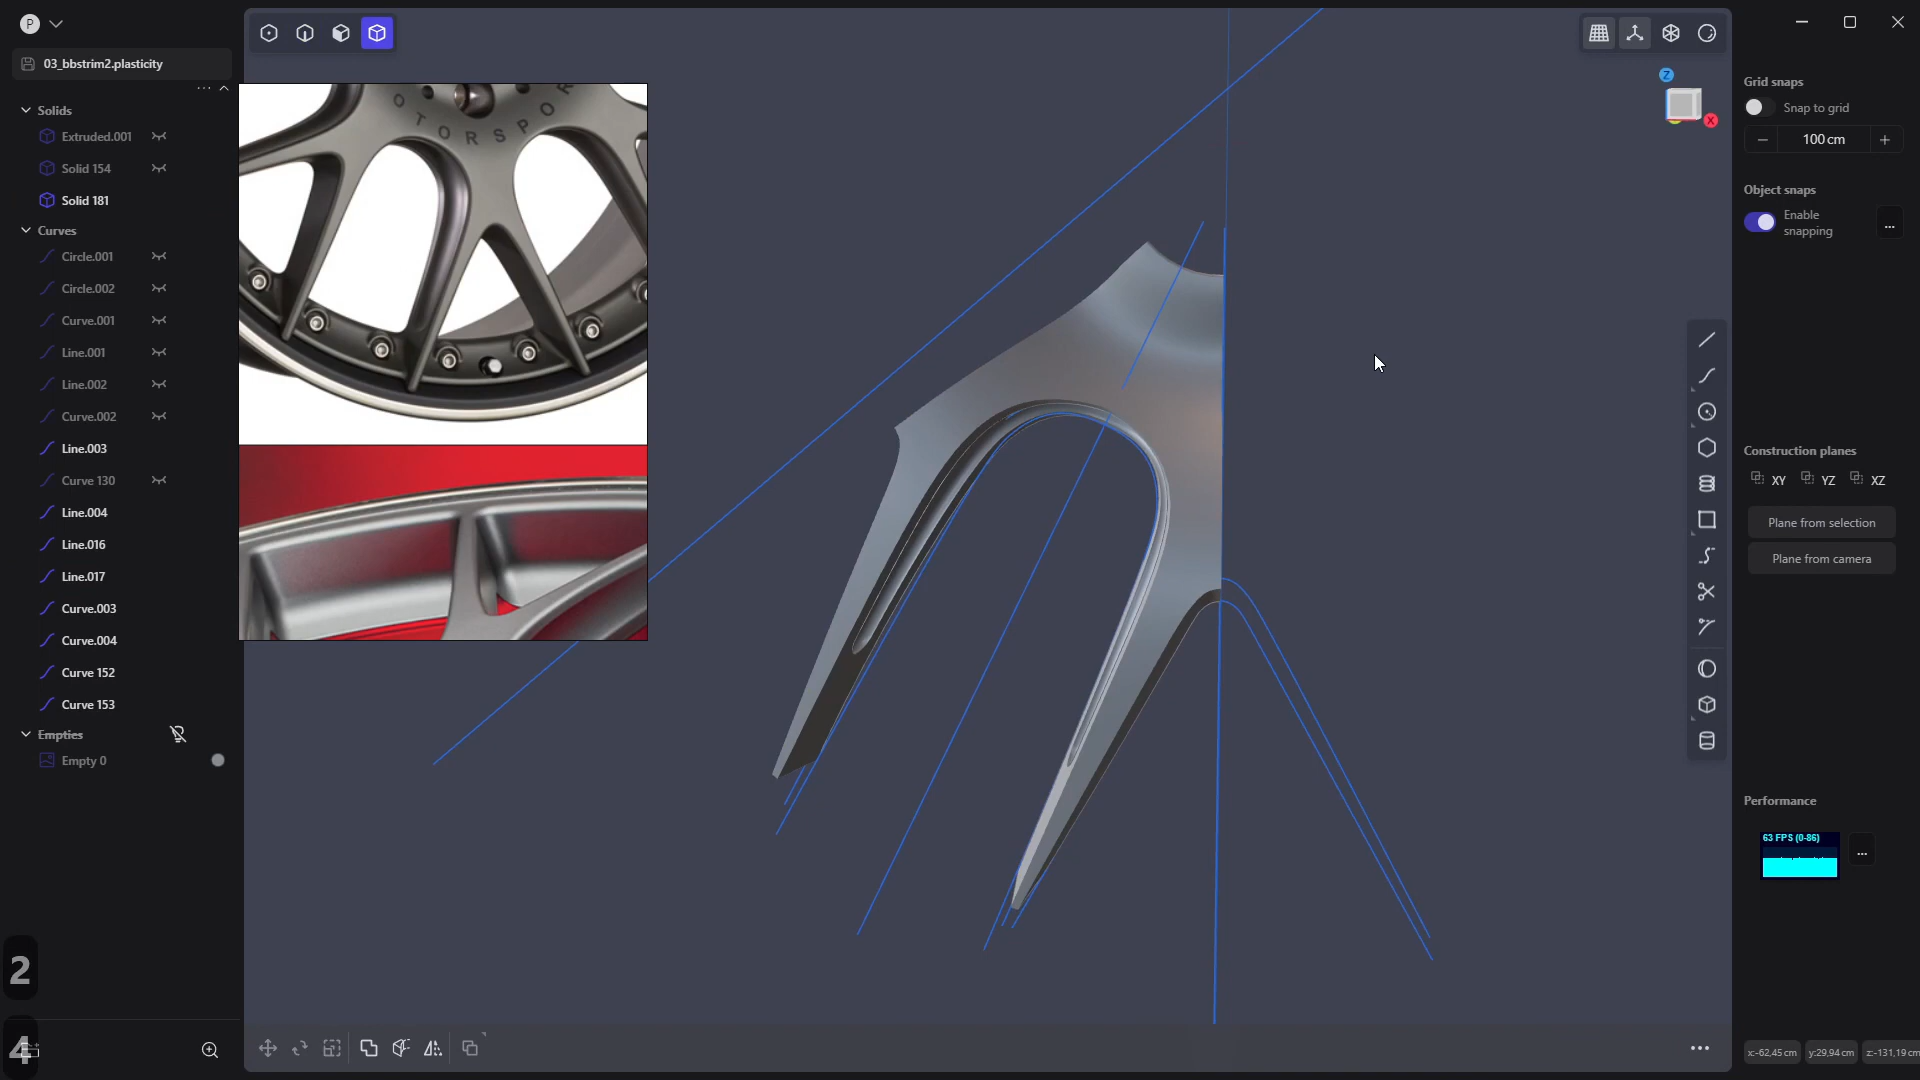 P
03_bbstrim2.plasticity
Solids
Extruded.001
Solid 154
Solid 181
Curves
Circle.001
Circle.002
Curve.001
Line.001
Line.002
Curve.002
Line.003
Curve 130
Line.004
Line.016
Line.017
Curve.003
Curve.004
Curve 152
Curve 153
Empties
Empty 0
2
4
O TORSPOR
Z
X
Grid snaps
Snap to grid
100 cm
Object snaps
Enable snapping
Construction planes
XY YZ XZ
Plane from selection
Plane from camera
Performance
63 FPS (0-86)
x:-62,45 cm y:29,94 cm z:-131,19 cm